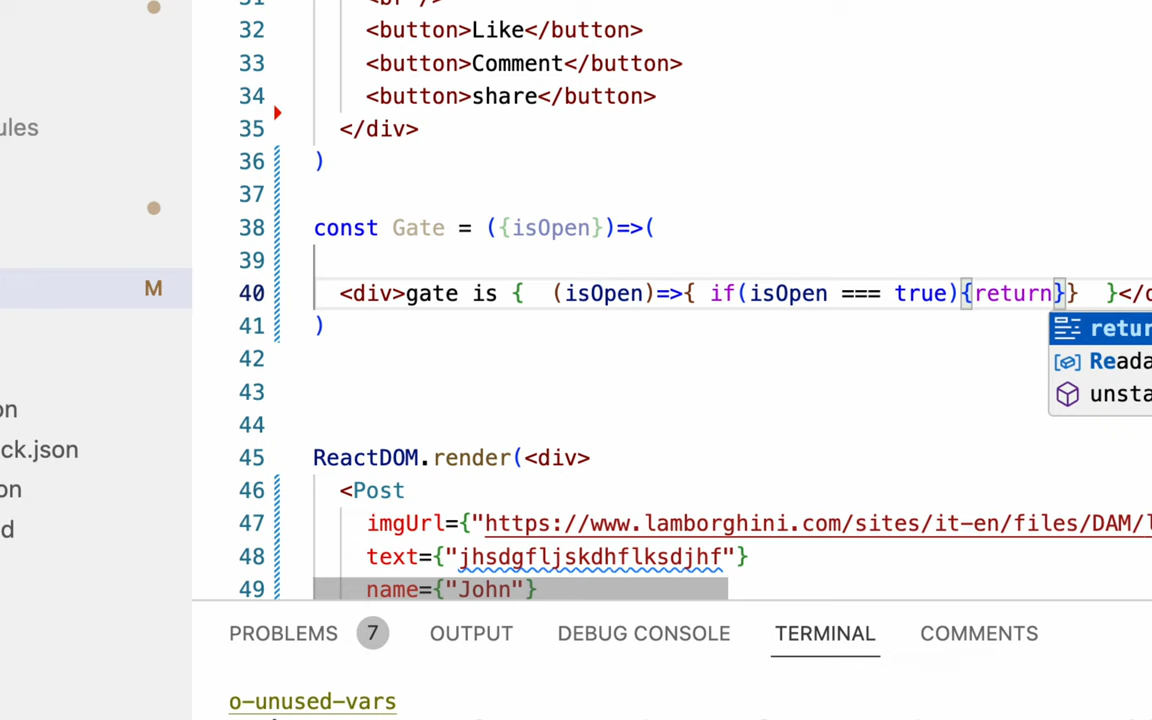 31 <br />
32 <button>Like</button>
33 <button>Comment</button>
34 <button>share</button>
ules
35 </div>
36 )
37
38 const Gate = ({isOpen})=>(
39
M
40 <div>gate is {  (isOpen)=>{ if(isOpen === true){return}}  }</d
41 )
retur
42
Reada
43
unsta
on
44
ck.json
45 ReactDOM.render(<div>
46 <Post
on
47 imgUrl={"https://www.lamborghini.com/sites/it-en/files/DAM/l
d
48 text={"jhsdgfljskdhflksdjhf"}
49 name={"John"}
PROBLEMS 7 OUTPUT DEBUG CONSOLE TERMINAL COMMENTS
o-unused-vars